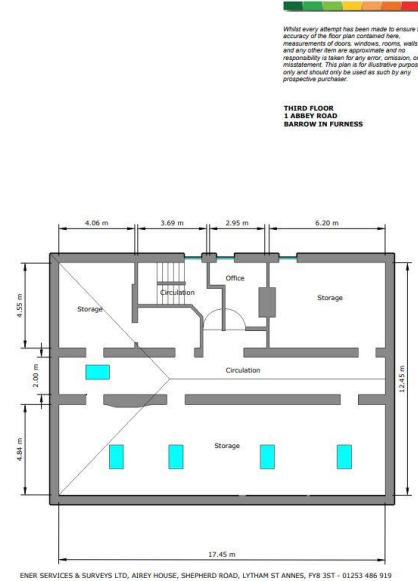 Whilst every attempt has been made to ensure
accuracy of the floor plan contained here,
measurements of doors, windows, rooms, walls
and any other item are approximate and no
responsibility is taken for any error, omission, or
misstatement. This plan is for illustrative
only and should only be used as such by any
prospective purchaser.
THIRD FLOOR
1 ABBEY ROAD
BARROW IN FURNESS
4.06 m
3.69 m
2.95 m
6.20 m
Office
Circulation
Storage
Storage
4.55 m
2.00 m
Circulation
12.45 m
4.84 m
Storage
17.45 m
ENER SERVICES & SURVEYS LTD, AIREY HOUSE, SHEPHERD ROAD, LYTHAM ST ANNES, FY8 3ST - 01253 486 919